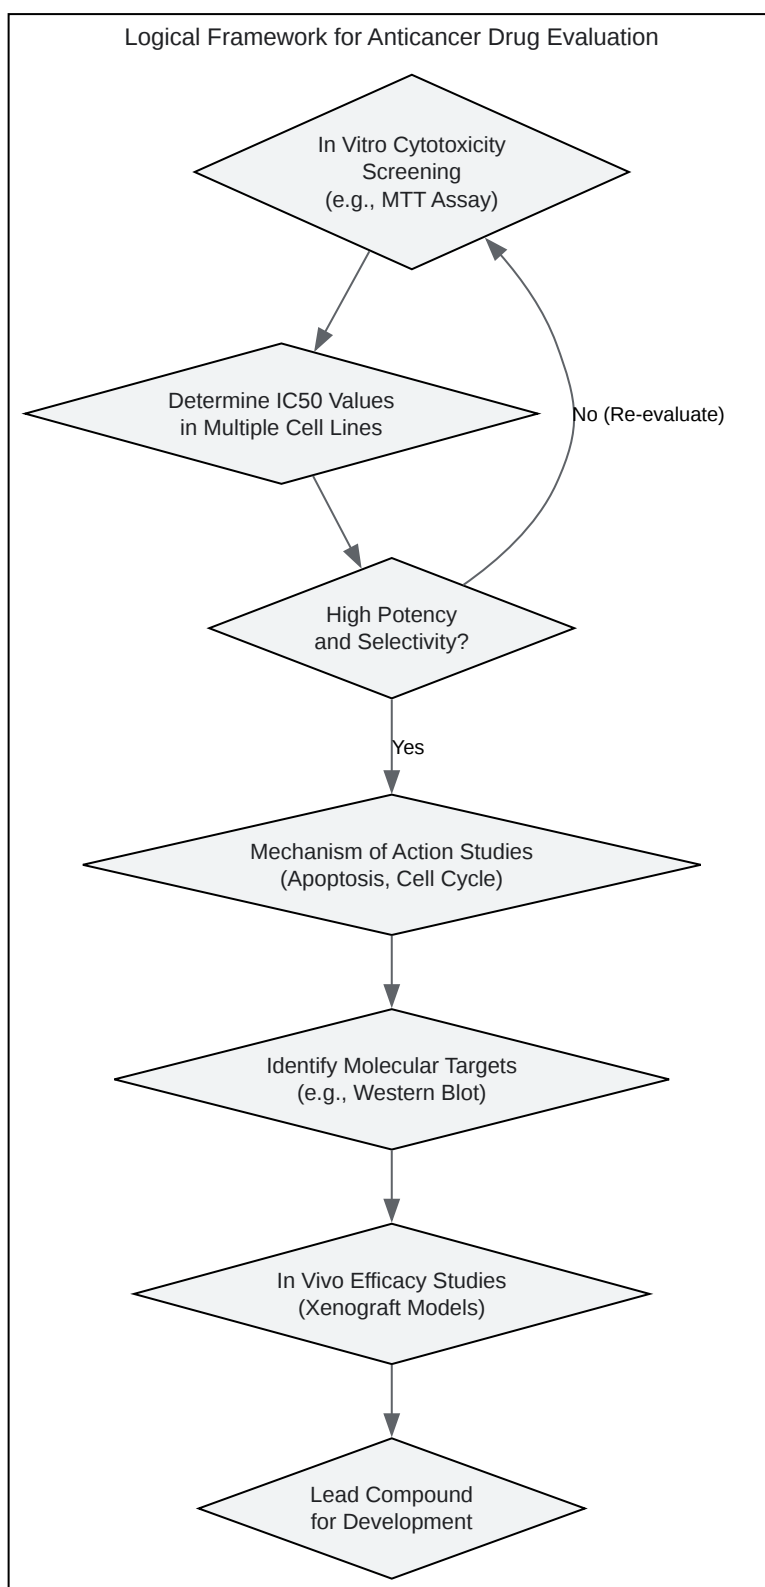 Logical Framework for Anticancer Drug Evaluation
In Vitro Cytotoxicity
Screening
(e.g., MTT Assay)
Determine IC50 Values
in Multiple Cell Lines
No (Re-evaluate)
High Potency
and Selectivity?
Yes
Mechanism of Action Studies
(Apoptosis, Cell Cycle)
Identify Molecular Targets
(e.g., Western Blot)
In Vivo Efficacy Studies
(Xenograft Models)
Lead Compound
for Development